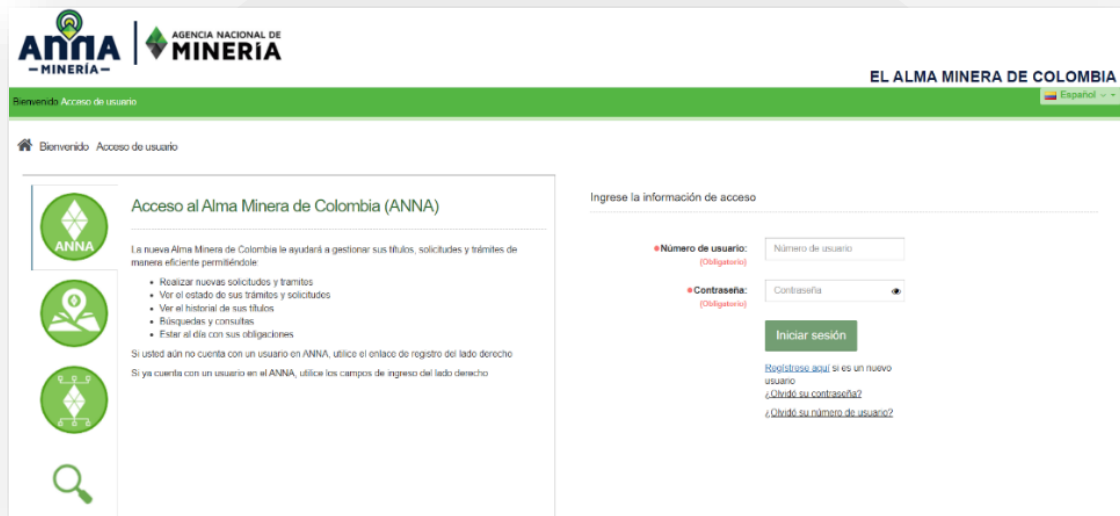 ANNA
–MINERÍA–
AGENCIA NACIONAL DE
MINERÍA
EL ALMA MINERA DE COLOMBIA
Bienvenido Acceso de usuario
Español
Bienvenido Acceso de usuario
ANNA
Acceso al Alma Minera de Colombia (ANNA)
La nueva Alma Minera de Colombia le ayudará a gestionar sus títulos, solicitudes y trámites de
manera eficiente permitiéndole:
• Realizar nuevas solicitudes y tramitos
• Ver el estado de sus trámites y solicitudes
• Ver el historial de sus títulos
• Búsquedas y consultas
• Estar al día con sus obligaciones
Si usted aún no cuenta con un usuario en ANNA, utilice el enlace de registro del lado derecho
Si ya cuenta con un usuario en el ANNA, utilice los campos de ingreso del lado derecho
Ingrese la información de acceso
Número de usuario:
(Obligatorio)
Número de usuario
Contraseña:
(Obligatorio)
Contraseña
Iniciar sesión
Regístrese aquí si es un nuevo
usuario
¿Olvidó su contraseña?
¿Olvidó su número de usuario?